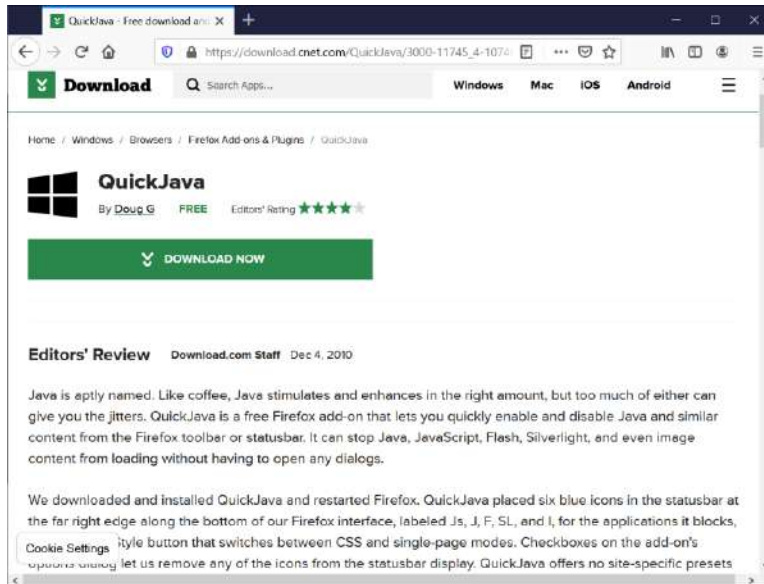 QuickJava - Free download and
https://download.cnet.com/QuickJava/3000-11745_4-1074
Download Search Apps... Windows Mac iOS Android
Home / Windows / Browsers / Firefox Add-ons & Plugins / QuickJava
QuickJava
By Doug G FREE Editors' Rating
DOWNLOAD NOW
Editors' Review Download.com Staff Dec 4, 2010
Java is aptly named. Like coffee, Java stimulates and enhances in the right amount, but too much of either can
give you the jitters. QuickJava is a free Firefox add-on that lets you quickly enable and disable Java and similar
content from the Firefox toolbar or statusbar. It can stop Java, JavaScript, Flash, Silverlight, and even image
content from loading without having to open any dialogs.
We downloaded and installed QuickJava and restarted Firefox. QuickJava placed six blue icons in the statusbar at
the far right edge along the bottom of our Firefox interface, labeled Js, J, F, SL, and I, for the applications it blocks,
Cookie Settings tyle button that switches between CSS and single-page modes. Checkboxes on the add-on's
options dialog let us remove any of the icons from the statusbar display. QuickJava offers no site-specific presets